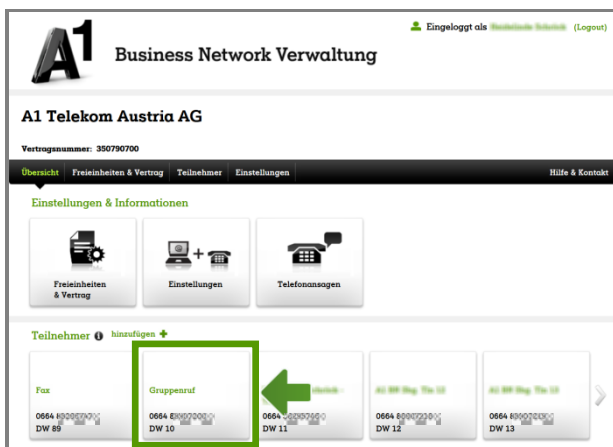 Eingeloggt als (Logout)
A1
Business Network Verwaltung
A1 Telekom Austria AG
Vertragsnummer: 350790700
Übersicht Freieinheiten & Vertrag Teilnehmer Einstellungen Hilfe & Kontakt
Einstellungen & Informationen
Freieinheiten
& Vertrag
Einstellungen
Telefonansagen
Teilnehmer hinzufügen
Fax
0664
DW 89
Gruppenruf
0664
DW 10
0664
DW 11
0664
DW 12
0664
DW 13